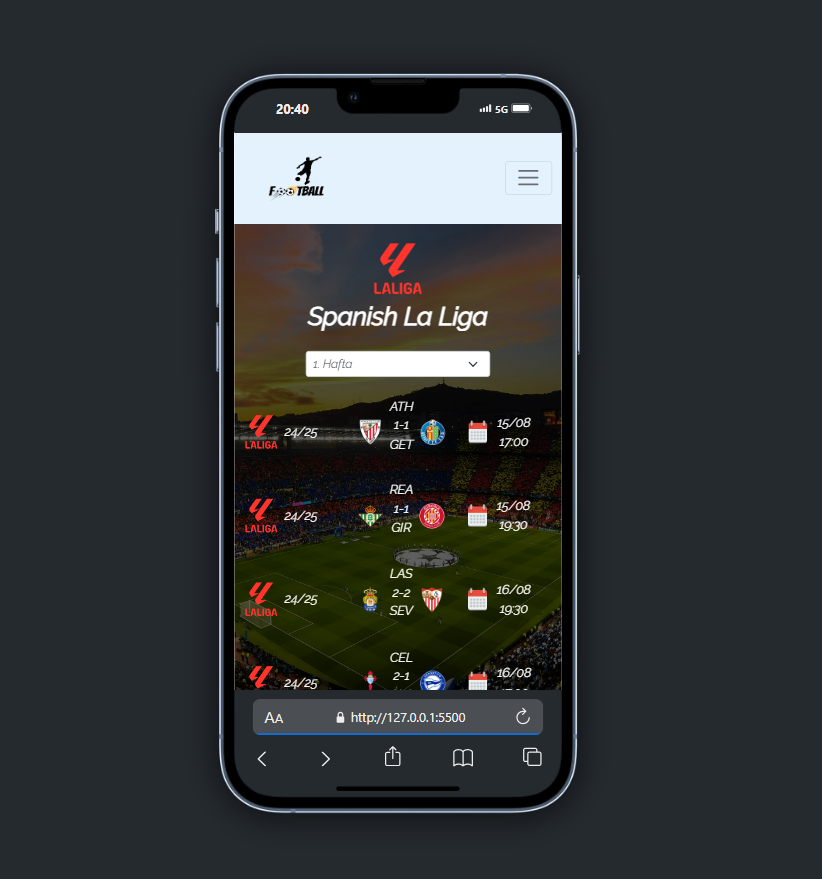 20:40
5G
FOOTBALL
LALIGA
Spanish La Liga
1. Hafta
ATH
LALIGA 24/25 1-1 15/08
GET 17:00
REA
LALIGA 24/25 1-1 15/08
GIR 19:30
LAS
LALIGA 24/25 2-2 16/08
SEV 19:30
CEL
24/25 2-1 16/08
AA http://127.0.0.1:5500